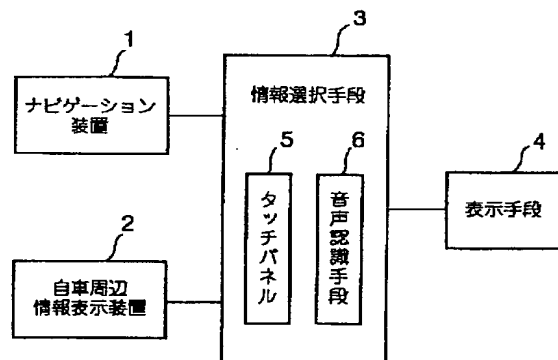 1
ナビゲーション
装置
2
自車周辺
情報表示装置
3
情報選択手段
5
タッチパネル
6
音声認識手段
4
表示手段